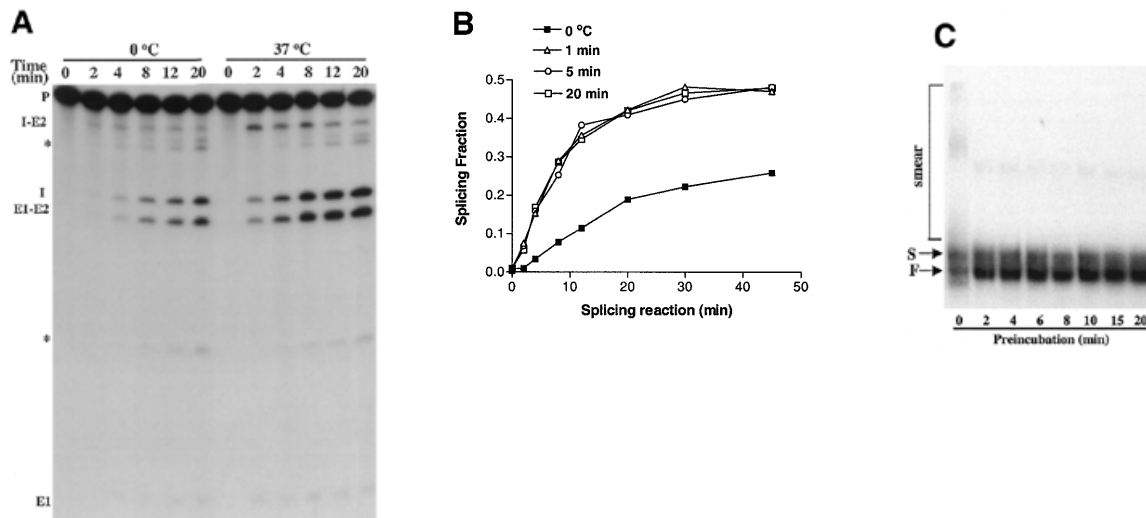 A
0 ºC 37 ºC
Time (min) 0 2 4 8 12 20 0 2 4 8 12 20
P
I-E2
*
I
E1-E2
*
E1
B
0 ºC
1 min
5 min
20 min
Splicing Fraction
0.5
0.4
0.3
0.2
0.1
0.0
0 10 20 30 40 50
Splicing reaction (min)
C
smear
S
F
0 2 4 6 8 10 15 20
Preincubation (min)